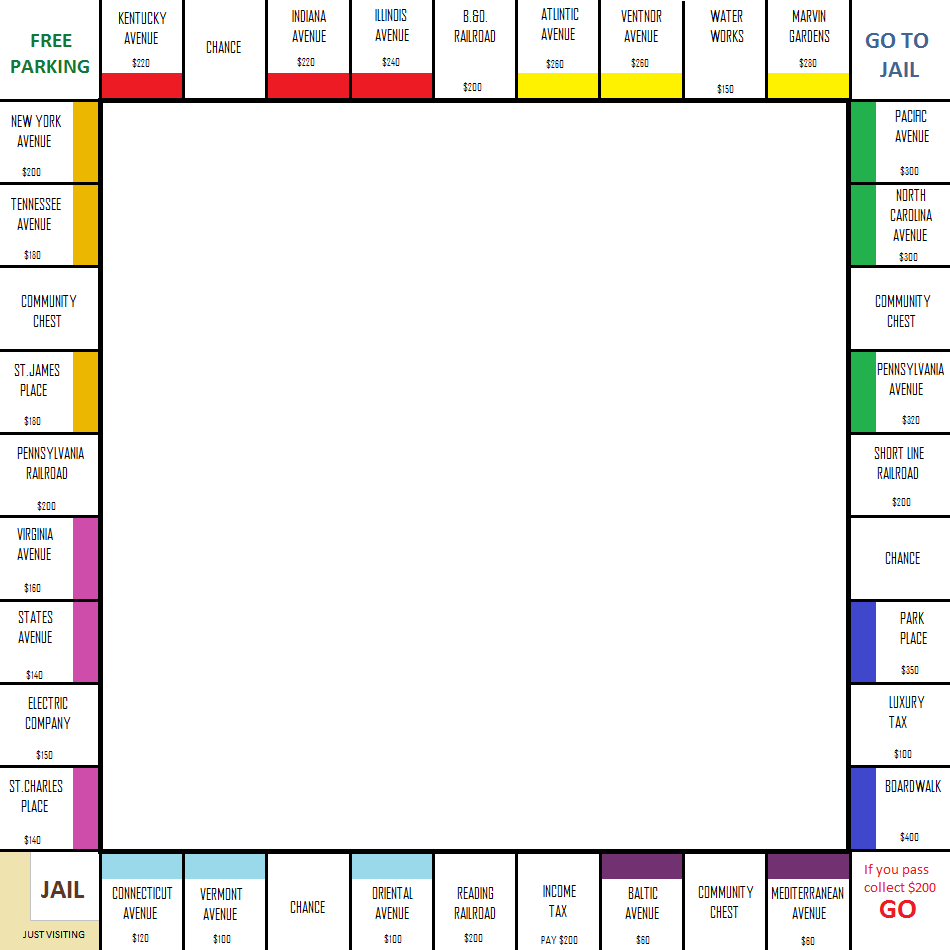 FREE
PARKING
KENTUCKY
AVENUE
$220
CHANCE
INDIANA
AVENUE
$220
ILLINOIS
AVENUE
$240
B.&O.
RAILROAD
$200
ATLINTIC
AVENUE
$260
VENTNOR
AVENUE
$260
WATER
WORKS
$150
MARVIN
GARDENS
$280
GO TO
JAIL
NEW YORK
AVENUE
$200
TENNESSEE
AVENUE
$180
COMMUNITY
CHEST
ST.JAMES
PLACE
$180
PENNSYLVANIA
RAILROAD
$200
VIRGINIA
AVENUE
$160
STATES
AVENUE
$140
ELECTRIC
COMPANY
$150
ST.CHARLES
PLACE
$140
PACIFIC
AVENUE
$300
NORTH
CAROLINA
AVENUE
$300
COMMUNITY
CHEST
PENNSYLVANIA
AVENUE
$320
SHORT LINE
RAILROAD
$200
CHANCE
PARK
PLACE
$350
LUXURY
TAX
$100
BOARDWALK
$400
JAIL
JUST VISITING
CONNECTICUT
AVENUE
$120
VERMONT
AVENUE
$100
CHANCE
ORIENTAL
AVENUE
$100
READING
RAILROAD
$200
INCOME
TAX
PAY $200
BALTIC
AVENUE
$60
COMMUNITY
CHEST
MEDITERRANEAN
AVENUE
$60
If you pass
collect $200
GO